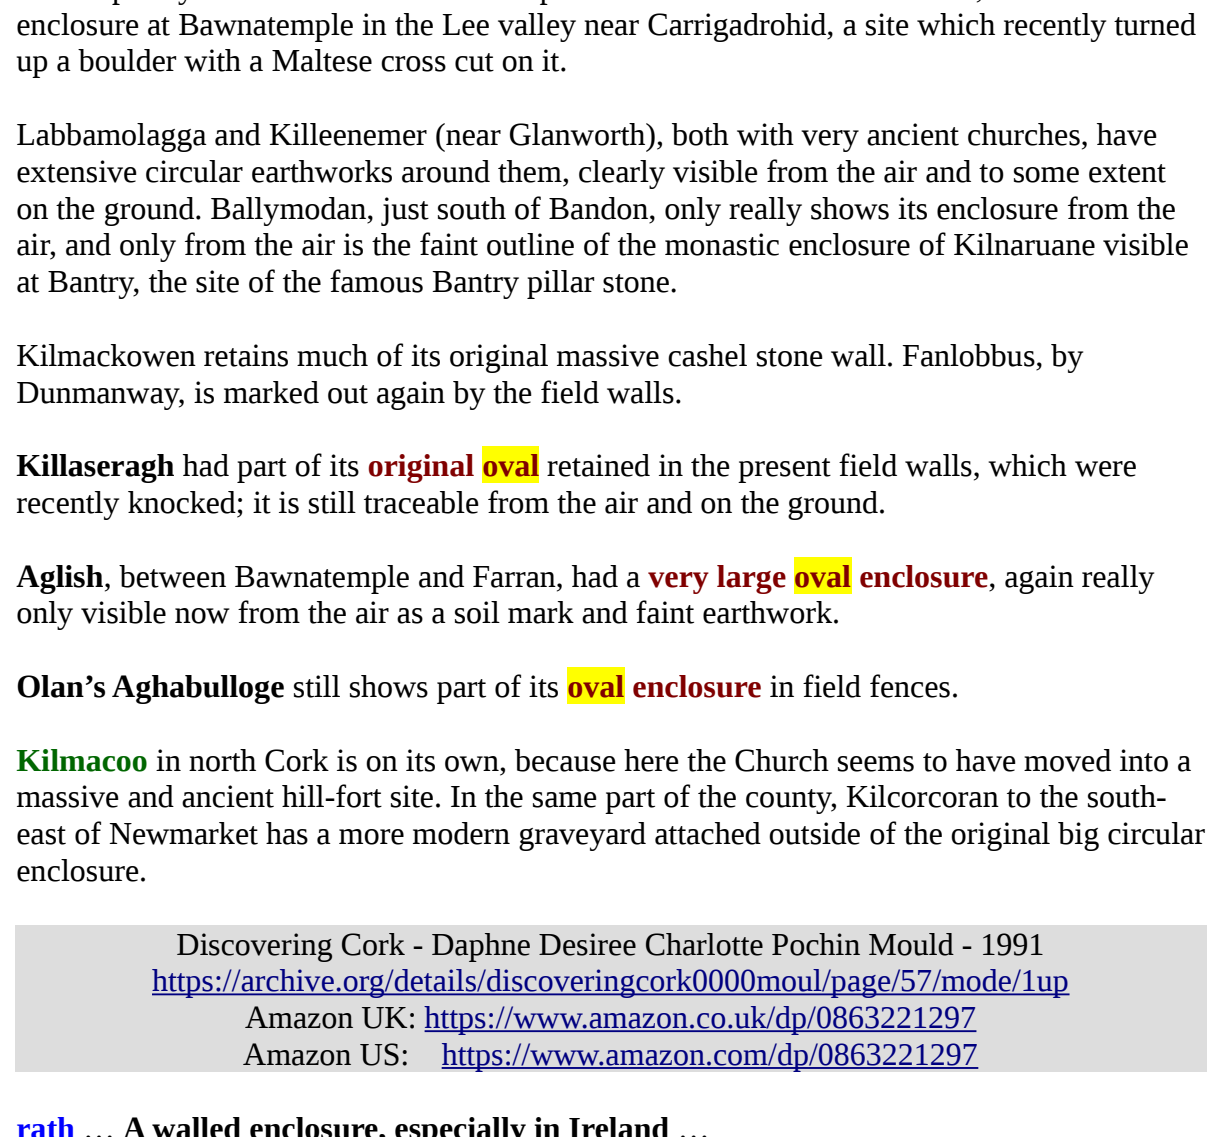 enclosure at Bawnatemple in the Lee valley near Carrigadrohid, a site which recently turned
up a boulder with a Maltese cross cut on it.
Labbamolagga and Killeenemer (near Glanworth), both with very ancient churches, have
extensive circular earthworks around them, clearly visible from the air and to some extent
on the ground. Ballymodan, just south of Bandon, only really shows its enclosure from the
air, and only from the air is the faint outline of the monastic enclosure of Kilnaruane visible
at Bantry, the site of the famous Bantry pillar stone.
Kilmackowen retains much of its original massive cashel stone wall. Fanlobbus, by
Dunmanway, is marked out again by the field walls.
Killaseragh had part of its original oval retained in the present field walls, which were
recently knocked; it is still traceable from the air and on the ground.
Aglish, between Bawnatemple and Farran, had a very large oval enclosure, again really
only visible now from the air as a soil mark and faint earthwork.
Olan’s Aghabulloge still shows part of its oval enclosure in field fences.
Kilmacoo in north Cork is on its own, because here the Church seems to have moved into a
massive and ancient hill-fort site. In the same part of the county, Kilcorcoran to the south-
east of Newmarket has a more modern graveyard attached outside of the original big circular
enclosure.
Discovering Cork - Daphne Desiree Charlotte Pochin Mould - 1991
https://archive.org/details/discoveringcork0000moul/page/57/mode/1up
Amazon UK: https://www.amazon.co.uk/dp/0863221297
Amazon US: https://www.amazon.com/dp/0863221297
rath … A walled enclosure, especially in Ireland …